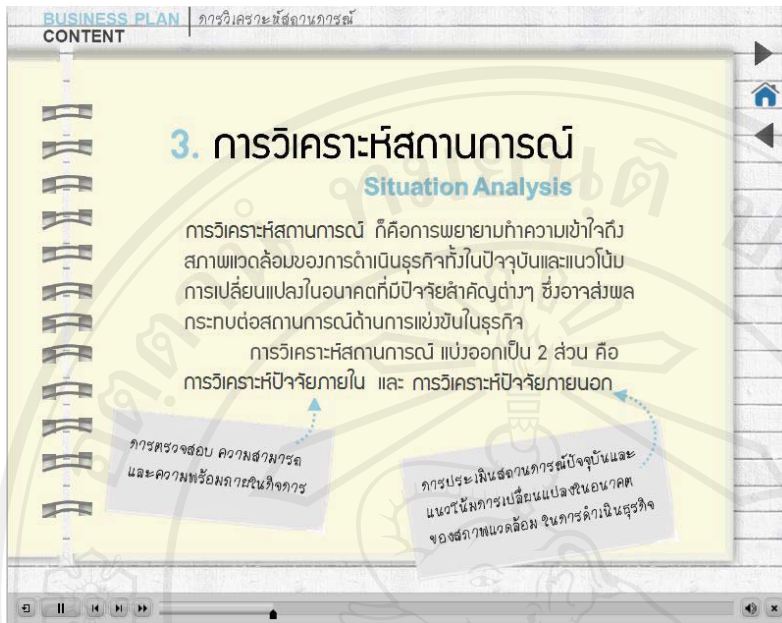 BUSINESS PLAN
CONTENT
การวิเคราะห์สถานการณ์
3. การวิเคราะห์สถานการณ์
Situation Analysis
การวิเคราะห์สถานการณ์ ก็คือการพยายามทำความเข้าใจถึง
สภาพแวดล้อมของการดำเนินธุรกิจทั้งในปัจจุบันและแนวโน้ม
การเปลี่ยนแปลงในอนาคตที่มีปัจจัยสำคัญต่างๆ ซึ่งอาจส่งผล
กระทบต่อสถานการณ์ด้านการแข่งขันในธุรกิจ
การวิเคราะห์สถานการณ์ แบ่งออกเป็น 2 ส่วน คือ
การวิเคราะห์ปัจจัยภายใน และ การวิเคราะห์ปัจจัยภายนอก
การตรวจสอบ ความสามารถ
และความพร้อมภายในกิจการ
การประเมินสถานการณ์ปัจจุบันและ
แนวโน้มการเปลี่ยนแปลงในอนาคต
ของสภาพแวดล้อม ในการดำเนินธุรกิจ